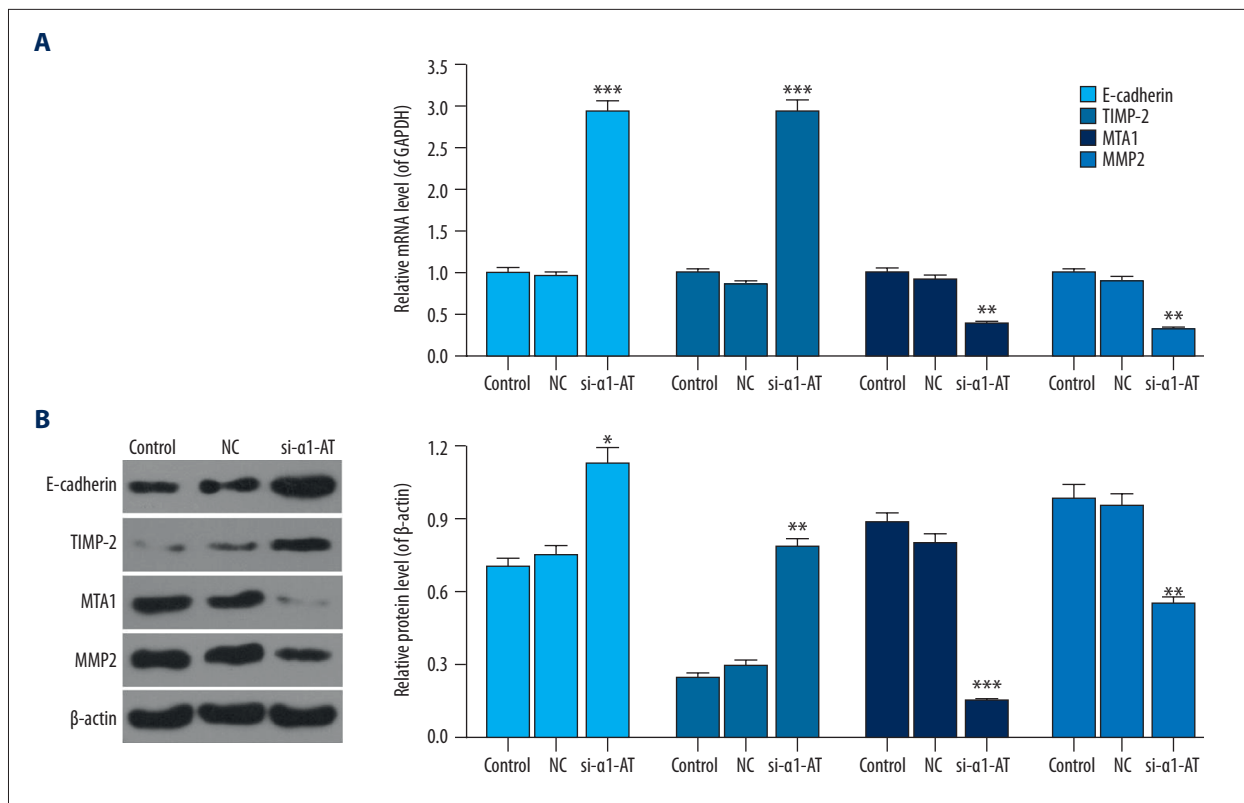 A
Relative mRNA level (of GAPDH)
3.5
3.0
2.5
2.0
1.5
1.0
0.5
0.0
***
***
**
**
E-cadherin
TIMP-2
MTA1
MMP2
Control NC si-α1-AT Control NC si-α1-AT Control NC si-α1-AT Control NC si-α1-AT
B
Control NC si-α1-AT
E-cadherin
TIMP-2
MTA1
MMP2
β-actin
Relative protein level (of β-actin)
1.2
0.9
0.6
0.3
0.0
*
**
***
**
Control NC si-α1-AT Control NC si-α1-AT Control NC si-α1-AT Control NC si-α1-AT